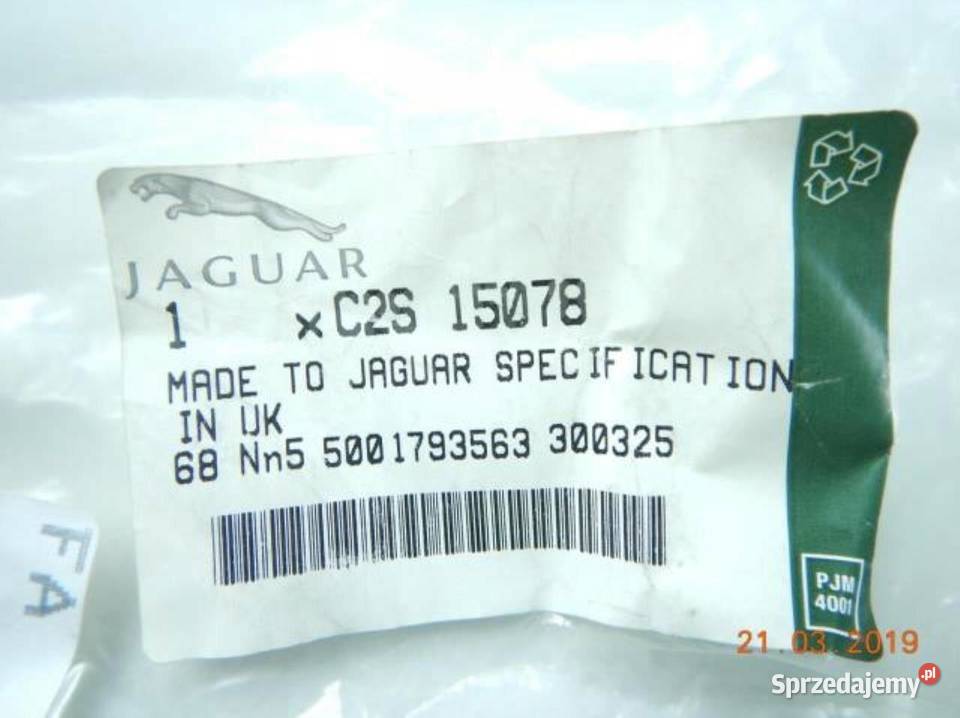 JAGUAR
1 xC2S 15078
MADE TO JAGUAR SPECIFICATION
IN UK
68 Nn5 5001793563 300325
PJM
4001
FA
21.03.2019
Sprzedajemy.pl